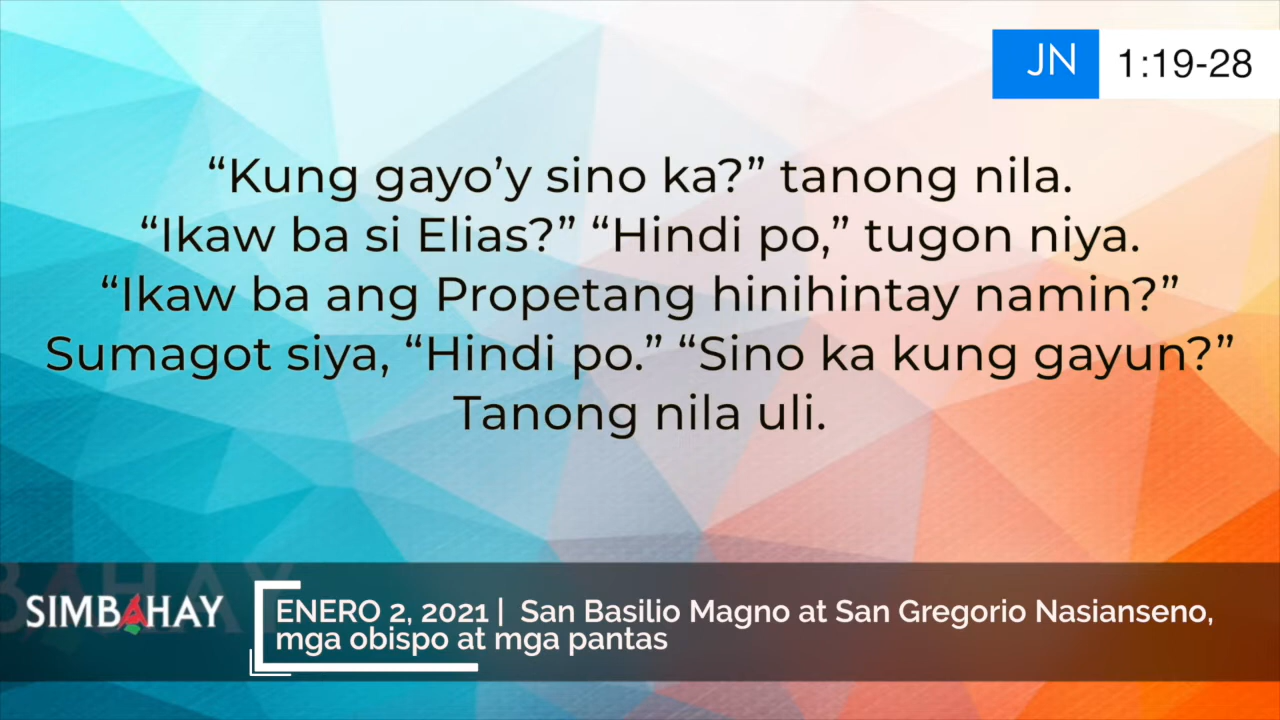 JN 1:19-28
“Kung gayo’y sino ka?” tanong nila.
“Ikaw ba si Elias?” “Hindi po,” tugon niya.
“Ikaw ba ang Propetang hinihintay namin?”
Sumagot siya, “Hindi po.” “Sino ka kung gayun?”
Tanong nila uli.
SIMBAHAY
ENERO 2, 2021 | San Basilio Magno at San Gregorio Nasianseno,
mga obispo at mga pantas